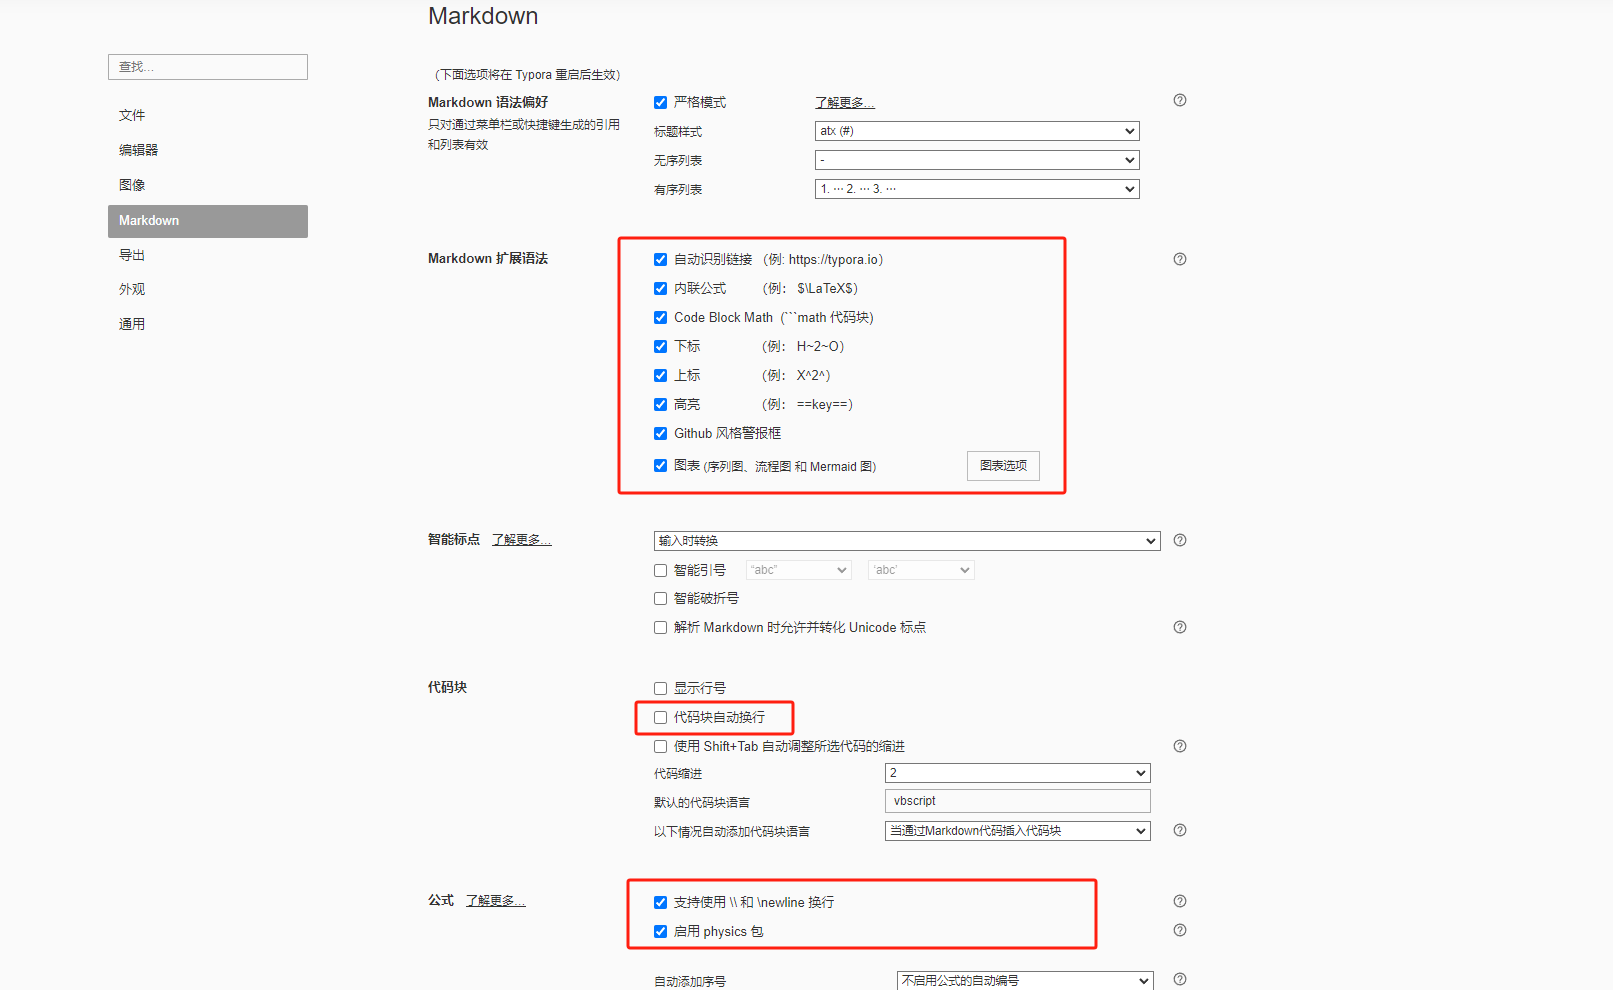 Markdown
查找...
文件
编辑器
图像
Markdown
导出
外观
通用
（下面选项将在 Typora 重启后生效）
Markdown 语法偏好
只对通过菜单栏或快捷键生成的引用
和列表有效
严格模式 了解更多...
标题样式 atx (#)
无序列表 -
有序列表 1. ··· 2. ··· 3. ···
Markdown 扩展语法
自动识别链接 （例: https://typora.io）
内联公式 （例： $\LaTeX$）
Code Block Math (```math 代码块)
下标 （例： H~2~O）
上标 （例： X^2^）
高亮 （例： ==key==）
Github 风格警报框
图表 (序列图、流程图 和 Mermaid 图) 图表选项
智能标点 了解更多... 输入时转换
智能引号 “abc” ‘abc’
智能破折号
解析 Markdown 时允许并转化 Unicode 标点
代码块
显示行号
代码块自动换行
使用 Shift+Tab 自动调整所选代码的缩进
代码缩进 2
默认的代码块语言 vbscript
以下情况自动添加代码块语言 当通过Markdown代码插入代码块
公式 了解更多...
支持使用 \\ 和 \newline 换行
启用 physics 包
自动添加序号 不启用公式的自动编号